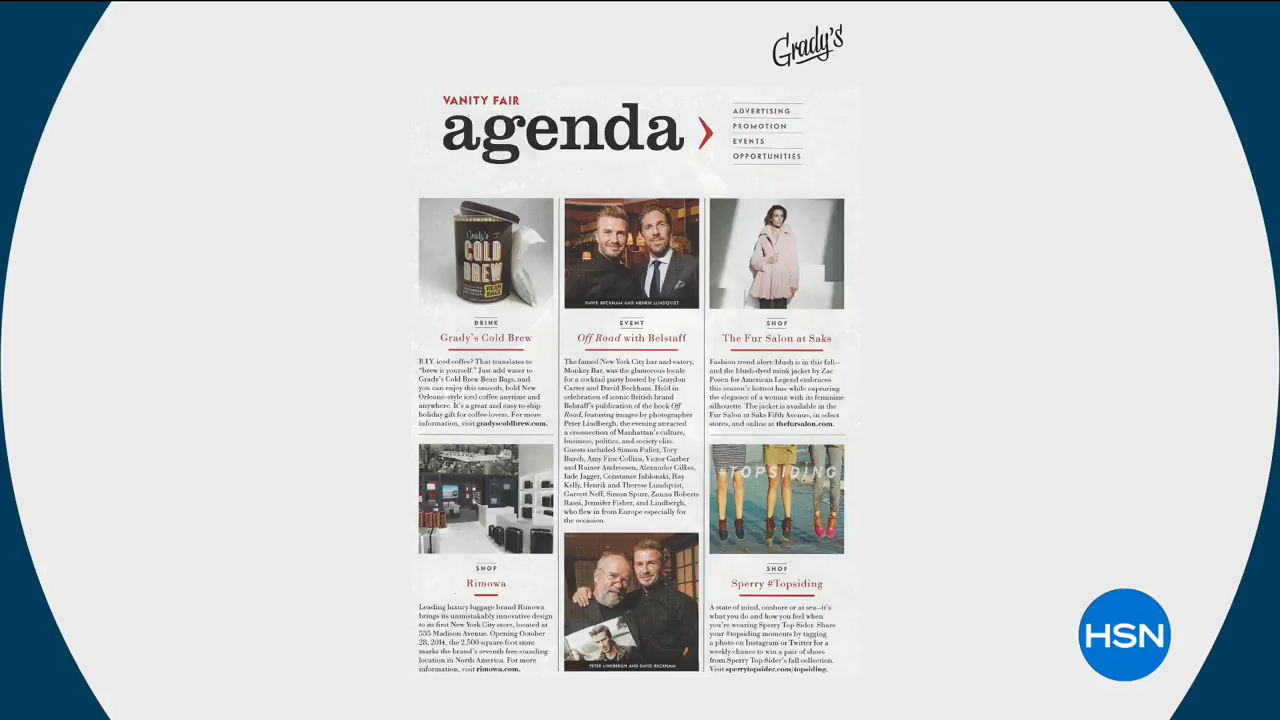 Grady's
VANITY FAIR
agenda
ADVERTISING
PROMOTION
EVENTS
OPPORTUNITIES
Grady's
COLD
BREW
DRINK
Grady's Cold Brew
B.I.Y. iced coffee? That translates to
"brew it yourself." Just add water to
Grady's Cold Brew Bean Bags, and
you can enjoy this smooth, bold New
Orleans–style iced coffee anytime and
anywhere. It's a great and easy-to-ship
holiday gift for coffee-lovers. For more
information, visit gradyscoldbrew.com.
SHOP
Rimowa
Leading luxury luggage brand Rimowa
brings its unmistakably innovative design
to its first New York City store, located at
535 Madison Avenue. Opening October
28, 2014, the 2,500-square-foot store
marks the brand's seventh free-standing
location in North America. For more
information, visit rimowa.com.
DAVID BECKHAM AND HENRIK LUNDQVIST
EVENT
Off Road with Belstaff
The famed New York City bar and eatery,
Monkey Bar, was the glamorous locale
for a cocktail party hosted by Graydon
Carter and David Beckham. Held in
celebration of iconic British brand
Belstaff's publication of the book Off
Road, featuring images by photographer
Peter Lindbergh, the evening attracted
a crosssection of Manhattan's culture,
business, politics, and society elite.
Guests included Simon Fuller, Tory
Burch, Amy Fine Collins, Victor Garber
and Rainer Andreesen, Alexander Gilkes,
Jade Jagger, Constance Jablonski, Ray
Kelly, Henrik and Therese Lundqvist,
Garrett Neff, Simon Spurr, Zanna Roberts
Rassi, Jennifer Fisher, and Lindbergh,
who flew in from Europe especially for
the occasion.
PETER LINDBERGH AND DAVID BECKHAM
SHOP
The Fur Salon at Saks
Fashion trend alert: blush is in this fall—
and the blush-dyed mink jacket by Zac
Posen for American Legend embraces
this season's hottest hue while capturing
the elegance of a woman with its feminine
silhouette. The jacket is available in the
Fur Salon at Saks Fifth Avenue, in select
stores, and online at thefursalon.com.
#TOPSIDING
SHOP
Sperry #Topsiding
A state of mind, onshore or at sea—it's
what you do and how you feel when
you're wearing Sperry Top-Sider. Share
your #topsiding moments by tagging
a photo on Instagram or Twitter for a
weekly chance to win a pair of shoes
from Sperry Top-Sider's fall collection.
Visit sperrytopsider.com/topsiding.
HSN